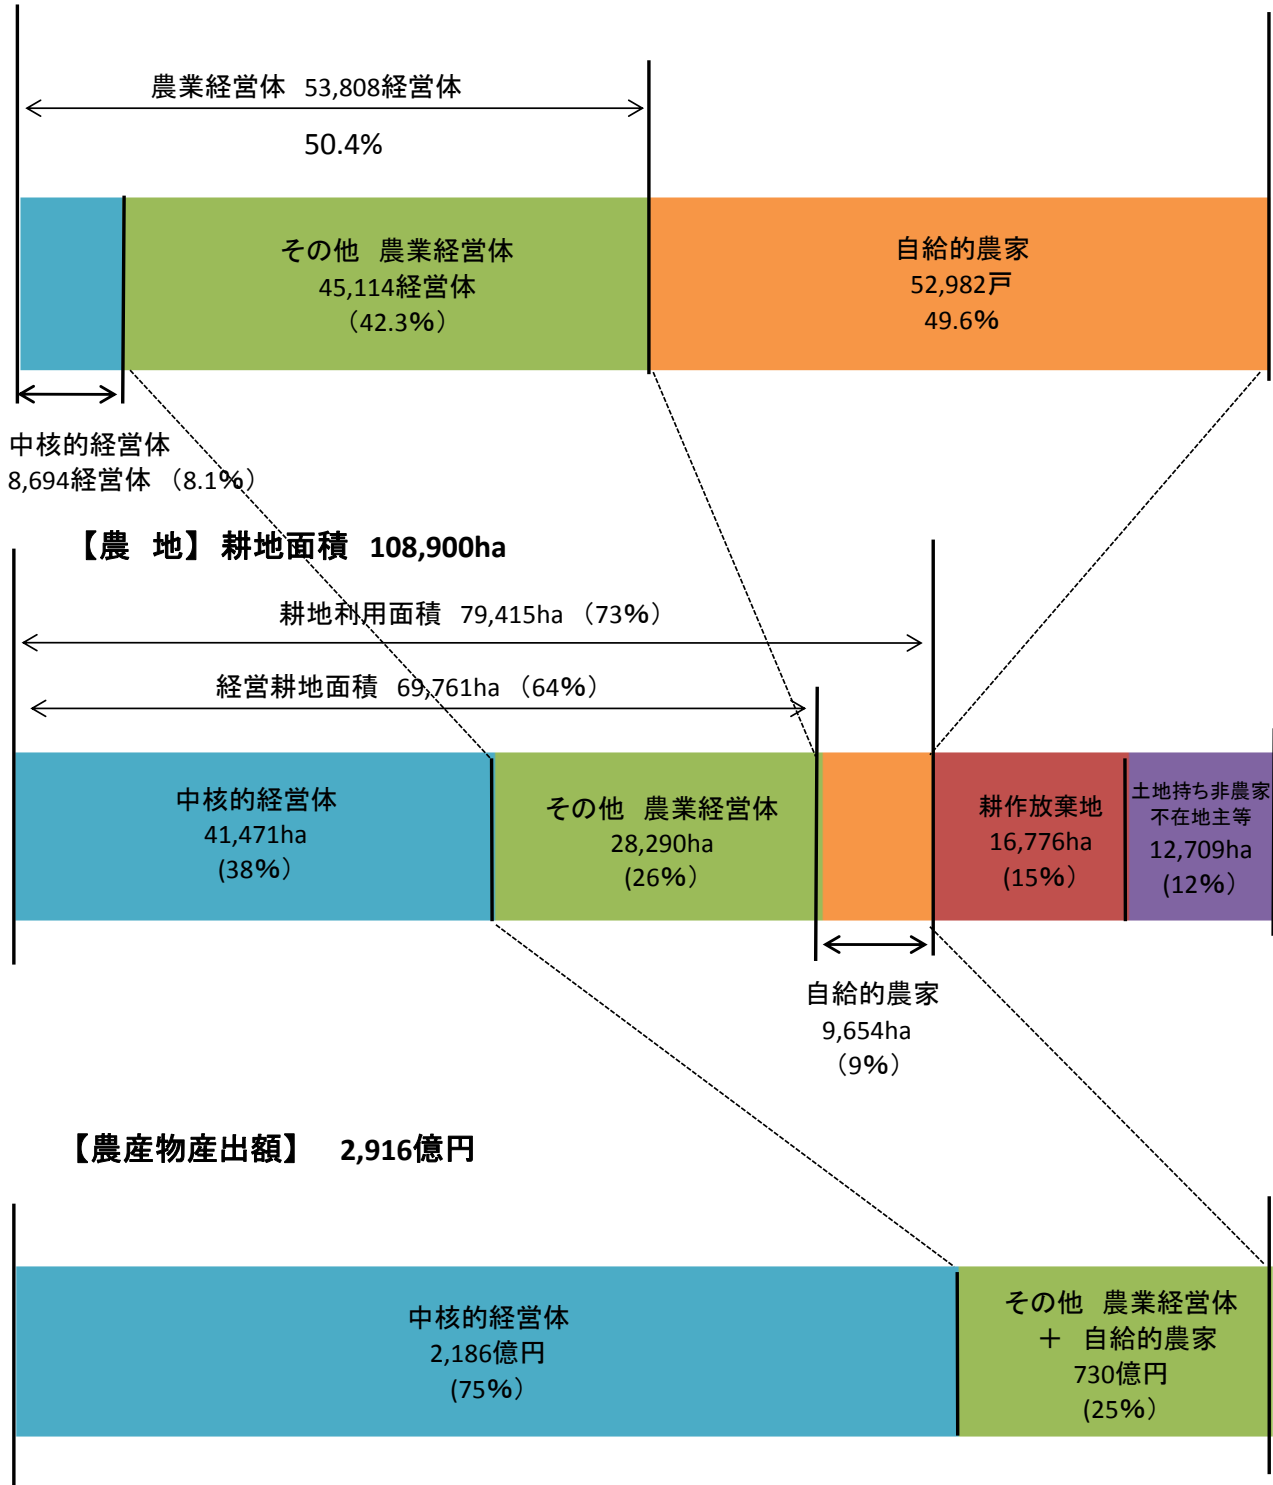 農業経営体 53,808経営体
50.4%
その他 農業経営体
45,114経営体
（42.3%）
自給的農家
52,982戸
49.6%
中核的経営体
8,694経営体 （8.1%）
【農 地】 耕地面積 108,900ha
耕地利用面積 79,415ha （73%）
経営耕地面積 69,761ha （64%）
中核的経営体
41,471ha
(38%）
その他 農業経営体
28,290ha
(26%）
耕作放棄地
16,776ha
(15%）
土地持ち非農家
不在地主等
12,709ha
(12%）
自給的農家
9,654ha
（9%）
【農産物産出額】 2,916億円
中核的経営体
2,186億円
(75%）
その他 農業経営体
＋ 自給的農家
730億円
(25%）